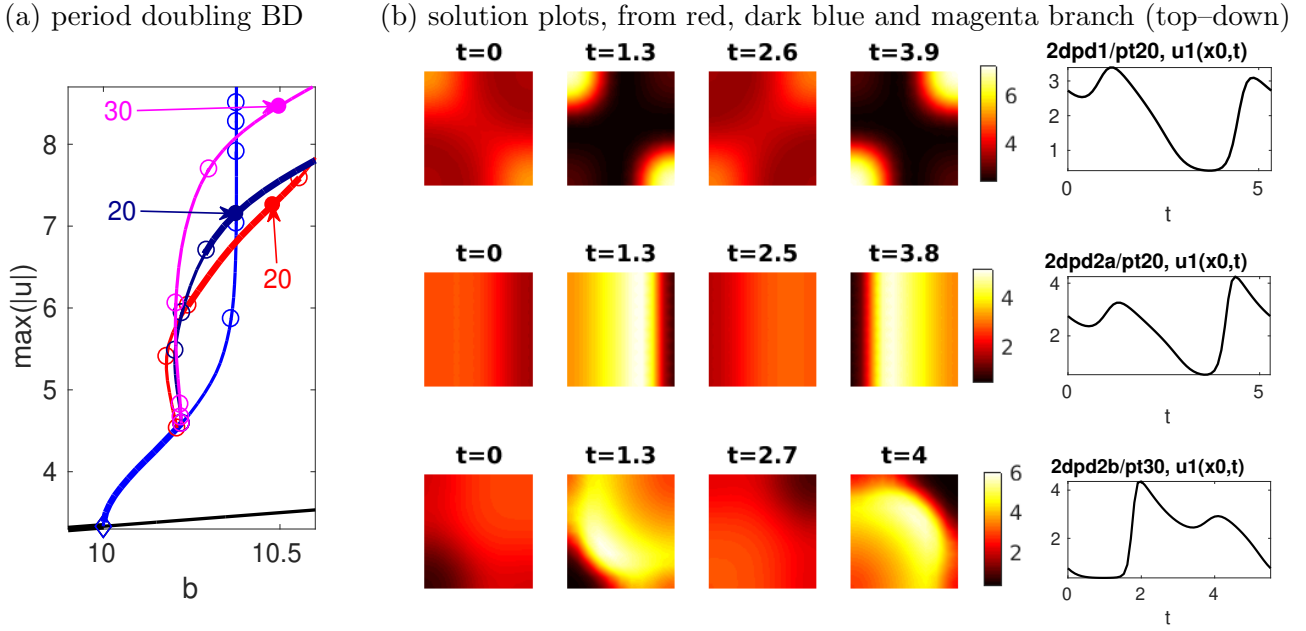 (a) period doubling BD
(b) solution plots, from red, dark blue and magenta branch (top–down)
max(|u|)
8
7
6
5
4
30
20
20
10
10.5
b
t=0
t=1.3
t=2.6
t=3.9
6
4
2dpd1/pt20, u1(x0,t)
3
2
1
0
5
t
t=0
t=1.3
t=2.5
t=3.8
4
2
2dpd2a/pt20, u1(x0,t)
4
2
0
5
t
t=0
t=1.3
t=2.7
t=4
6
4
2
2dpd2b/pt30, u1(x0,t)
4
2
0
2
4
t